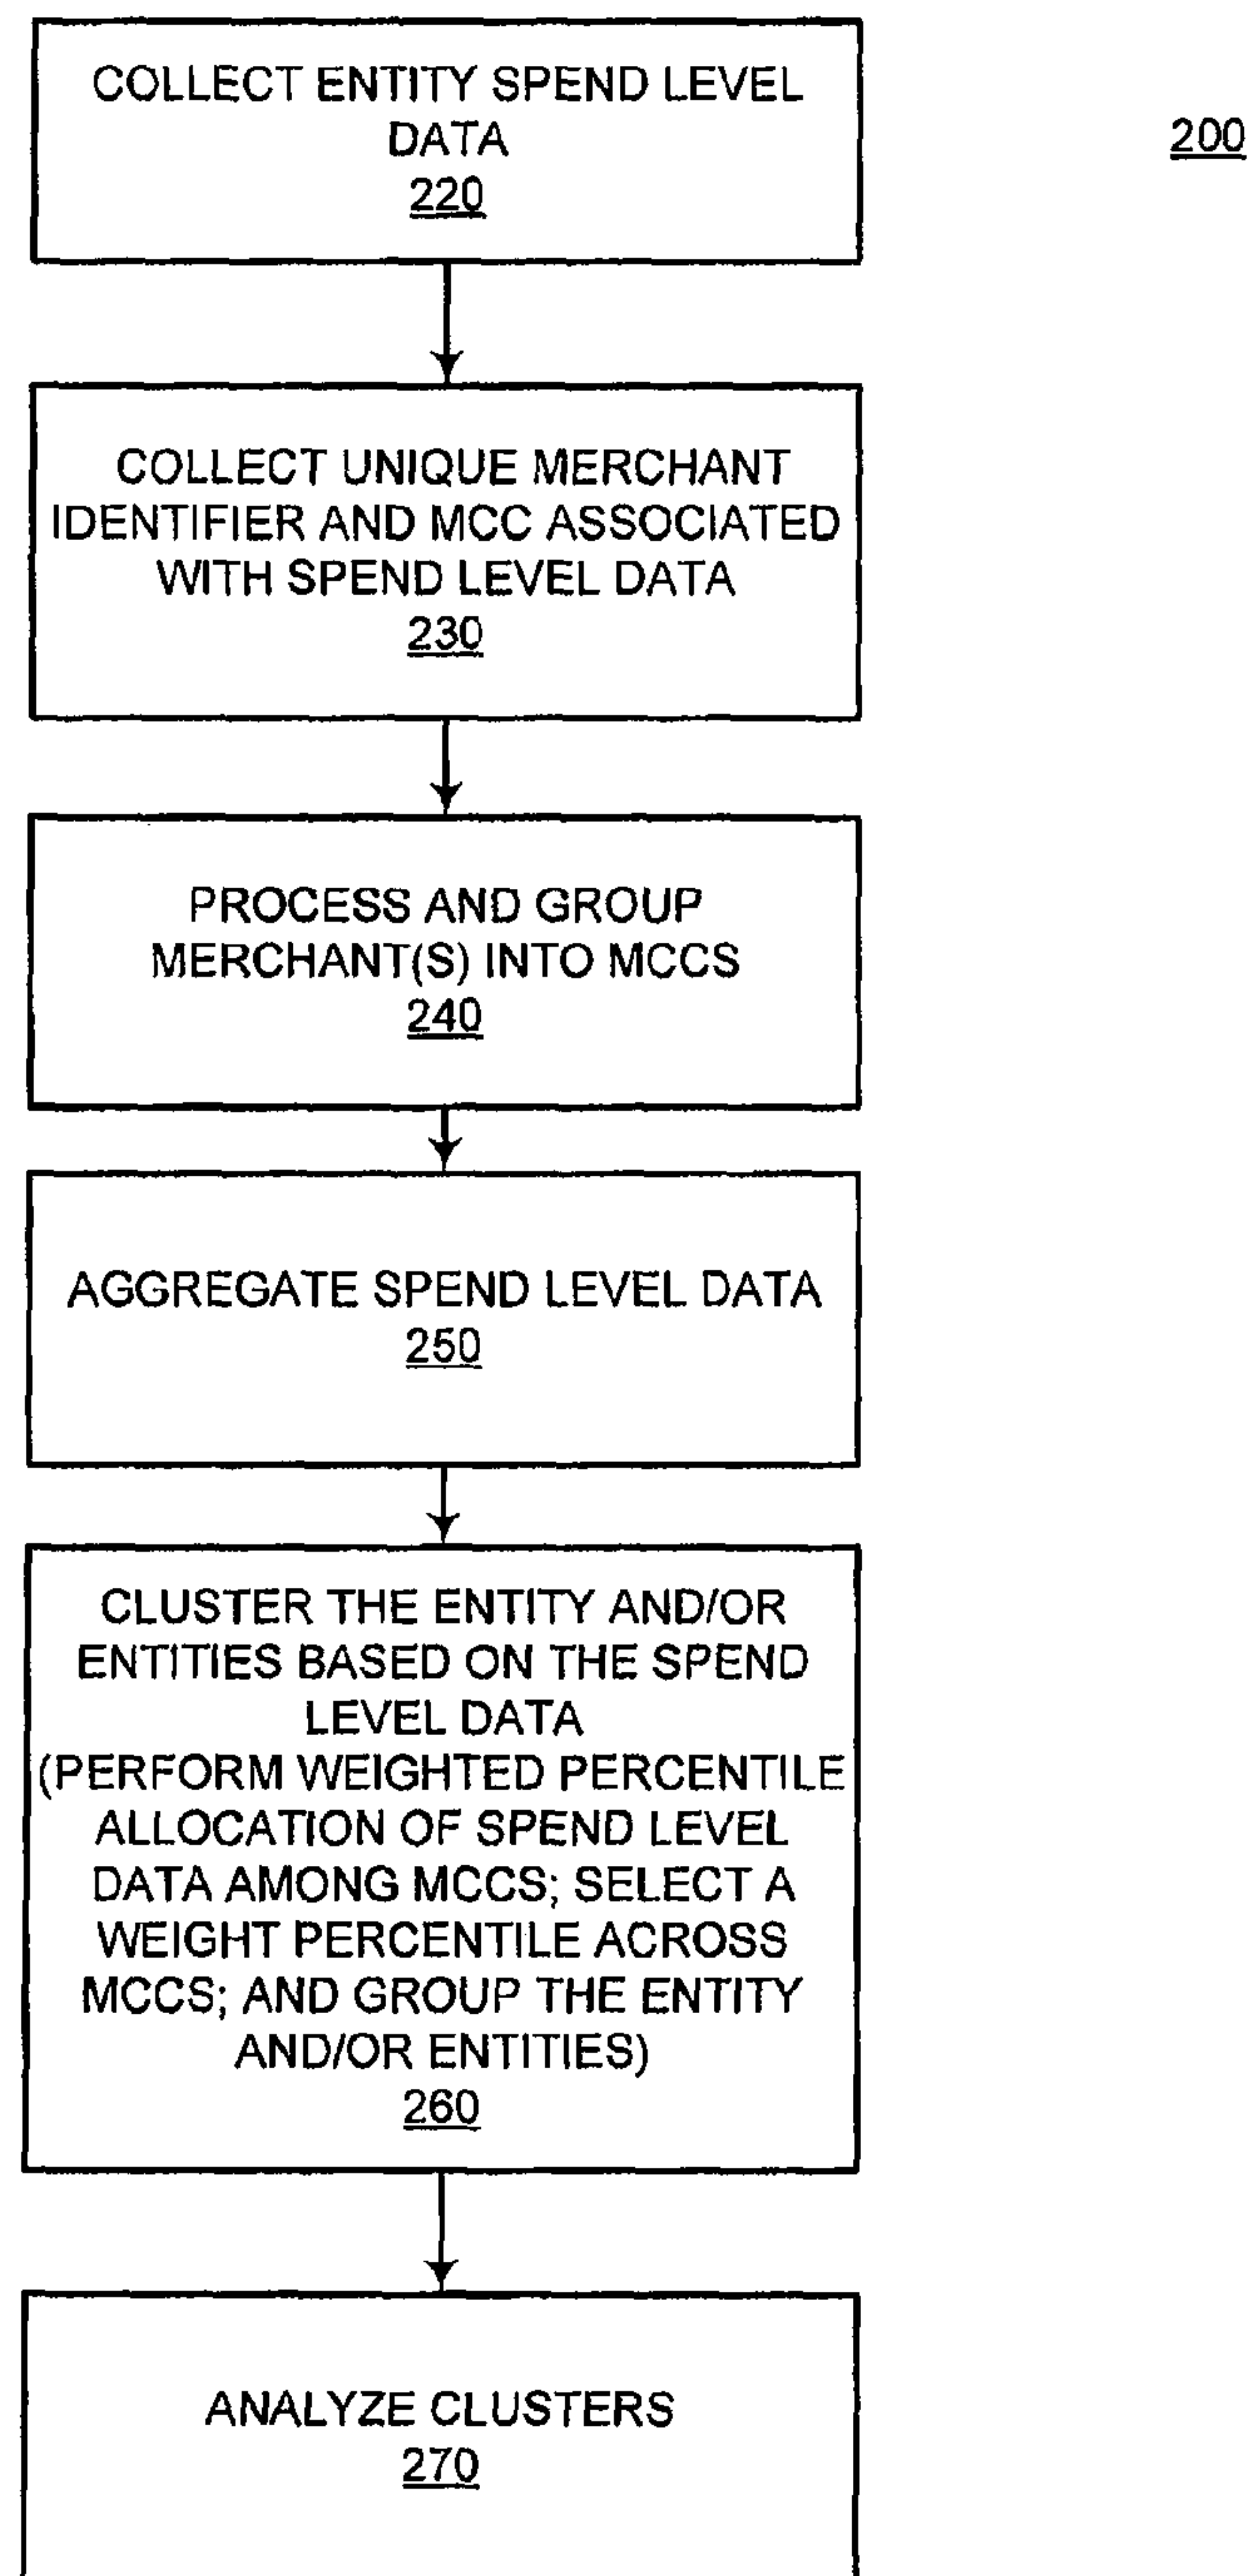 COLLECT ENTITY SPEND LEVEL
DATA
220
200
COLLECT UNIQUE MERCHANT
IDENTIFIER AND MCC ASSOCIATED
WITH SPEND LEVEL DATA
230
PROCESS AND GROUP
MERCHANT(S) INTO MCCS
240
AGGREGATE SPEND LEVEL DATA
250
CLUSTER THE ENTITY AND/OR
ENTITIES BASED ON THE SPEND
LEVEL DATA
(PERFORM WEIGHTED PERCENTILE
ALLOCATION OF SPEND LEVEL
DATA AMONG MCCS; SELECT A
WEIGHT PERCENTILE ACROSS
MCCS; AND GROUP THE ENTITY
AND/OR ENTITIES)
260
ANALYZE CLUSTERS
270